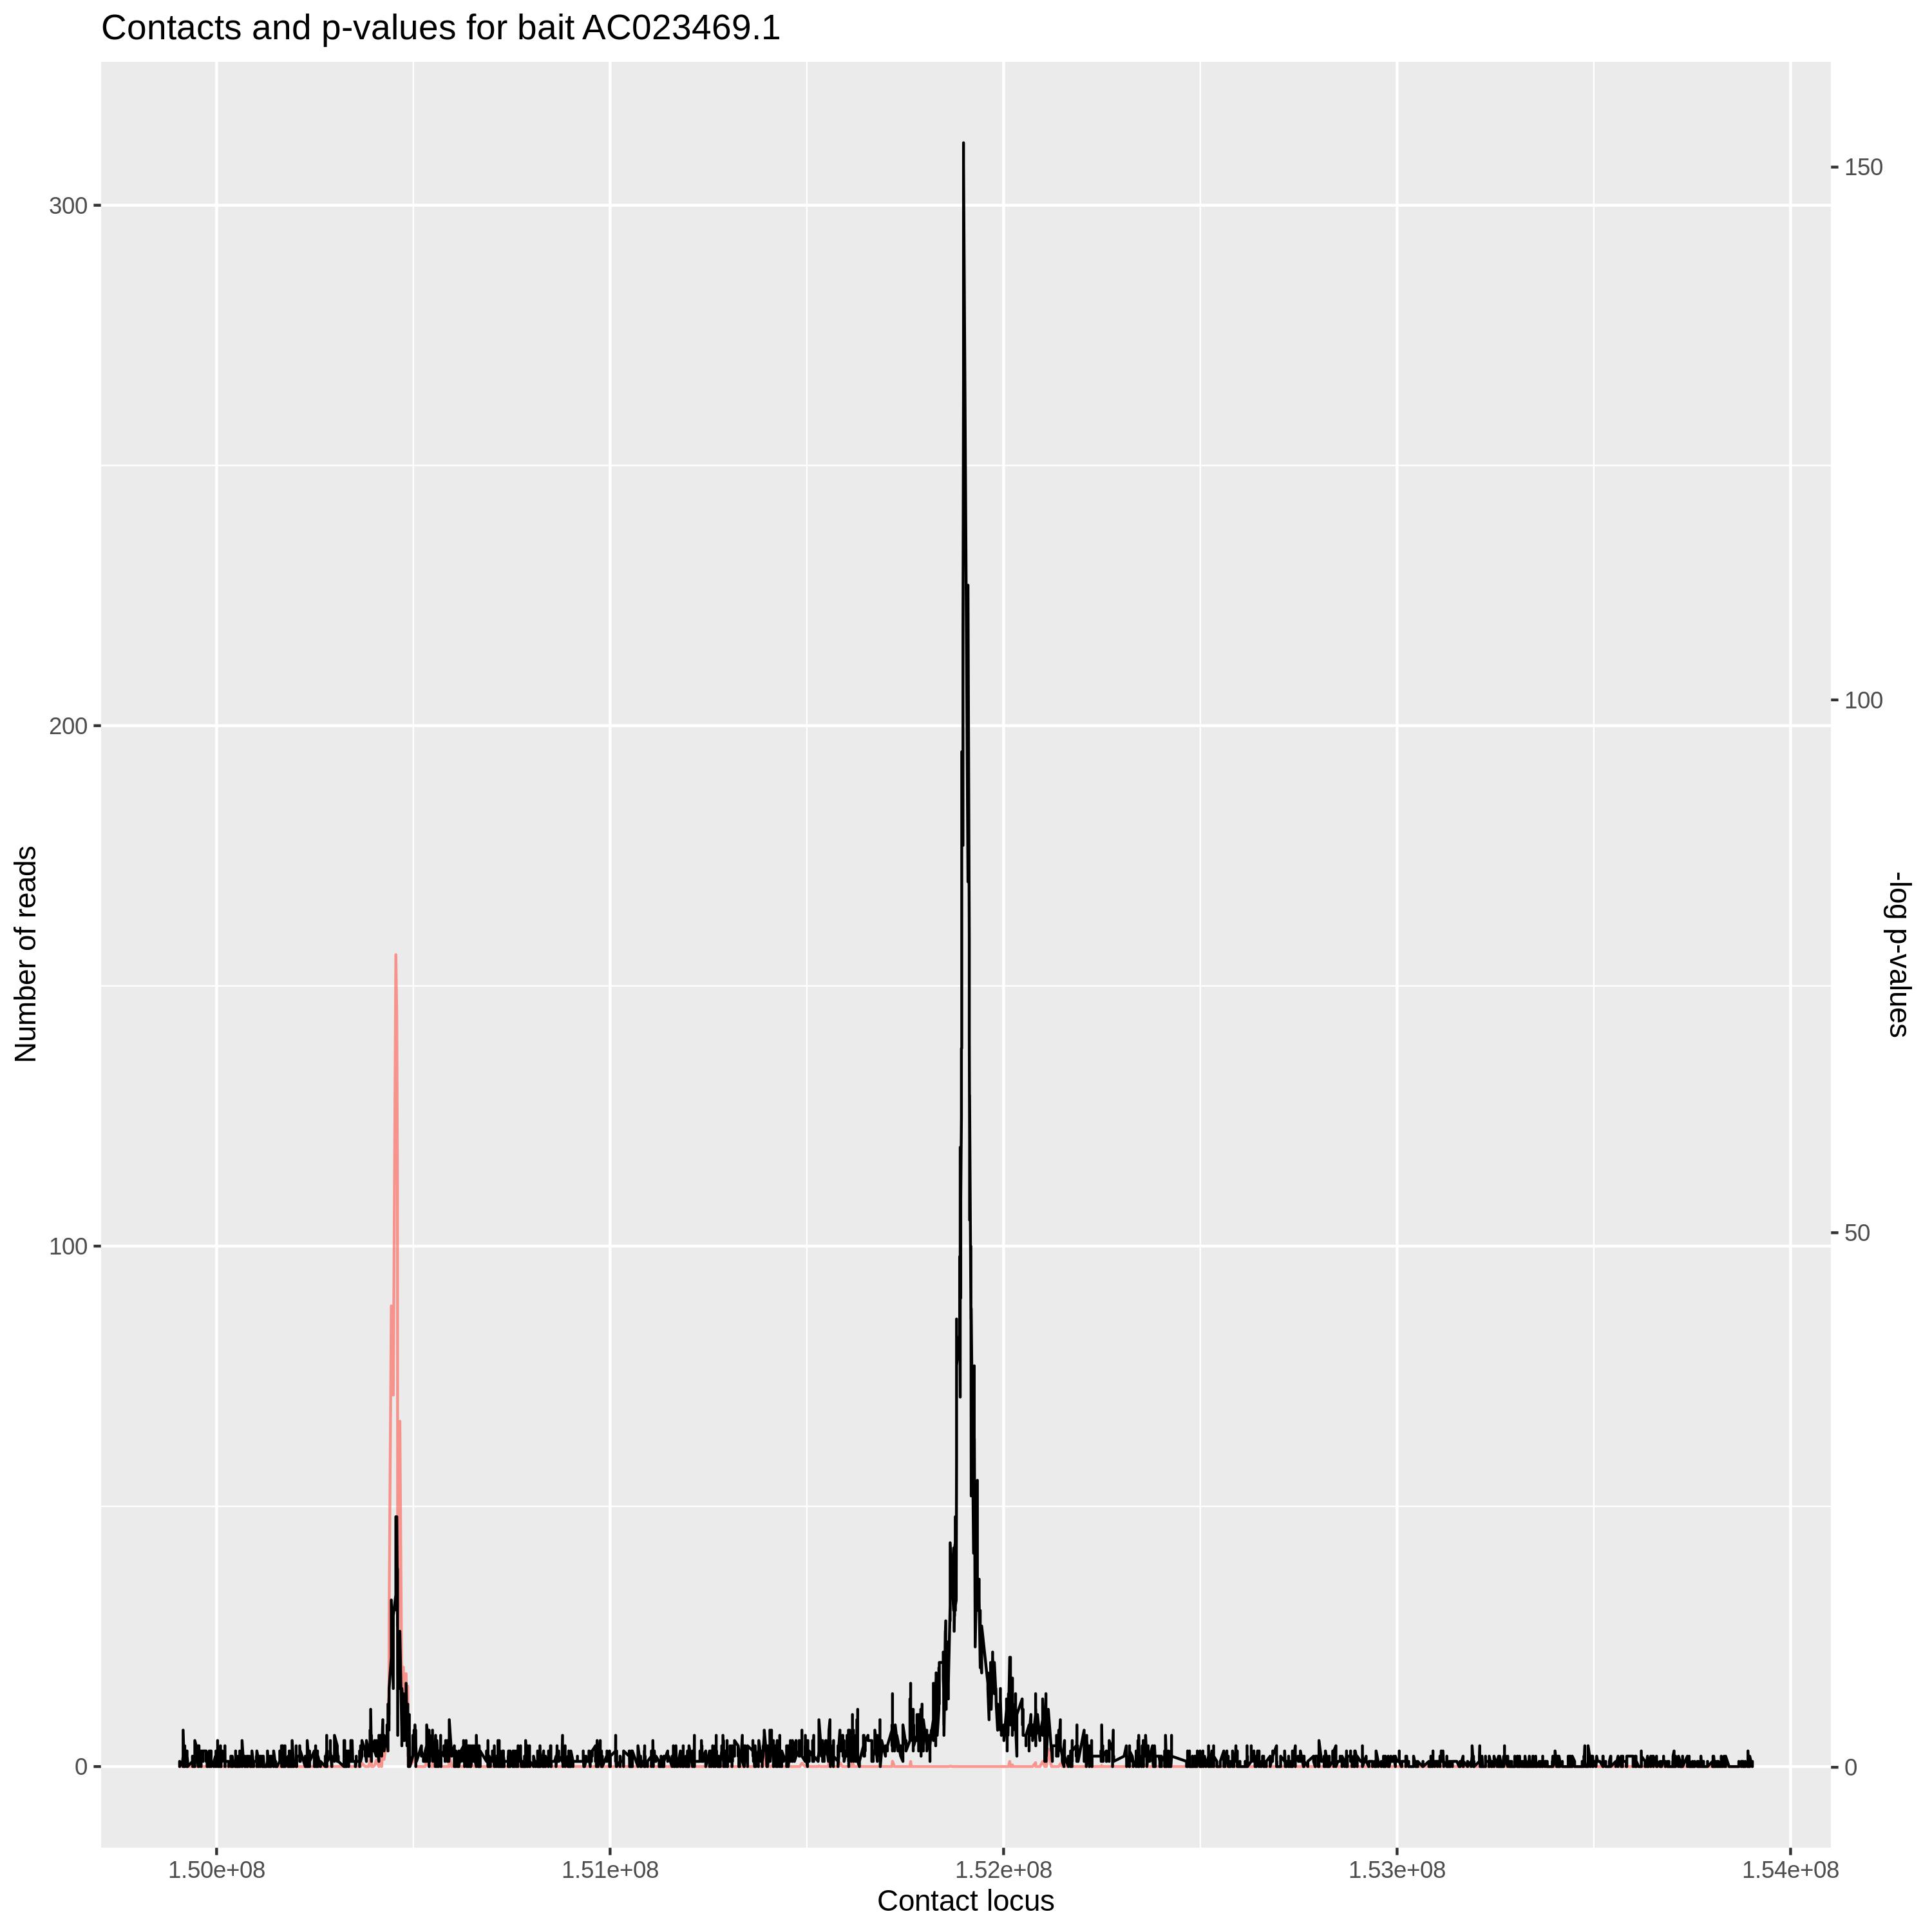 Contacts and p-values for bait AC023469.1
300
200
100
0
Number of reads
150
100
50
0
-log p-values
1.50e+08 1.51e+08 1.52e+08 1.53e+08 1.54e+08
Contact locus